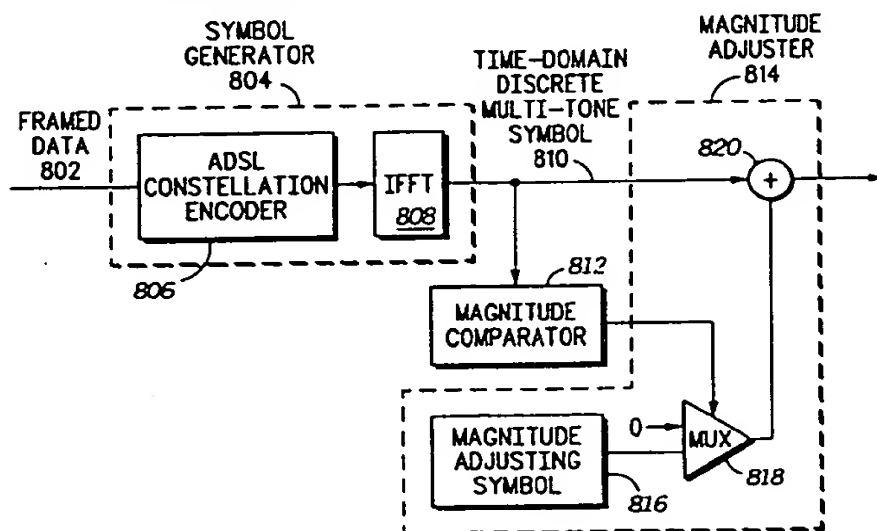 SYMBOL
GENERATOR
804
FRAMED
DATA
802
ADSL
CONSTELLATION
ENCODER
806
IFFT
808
TIME-DOMAIN
DISCRETE
MULTI-TONE
SYMBOL
810
MAGNITUDE
ADJUSTER
814
820
+
812
MAGNITUDE
COMPARATOR
0
MUX
818
MAGNITUDE
ADJUSTING
SYMBOL
816